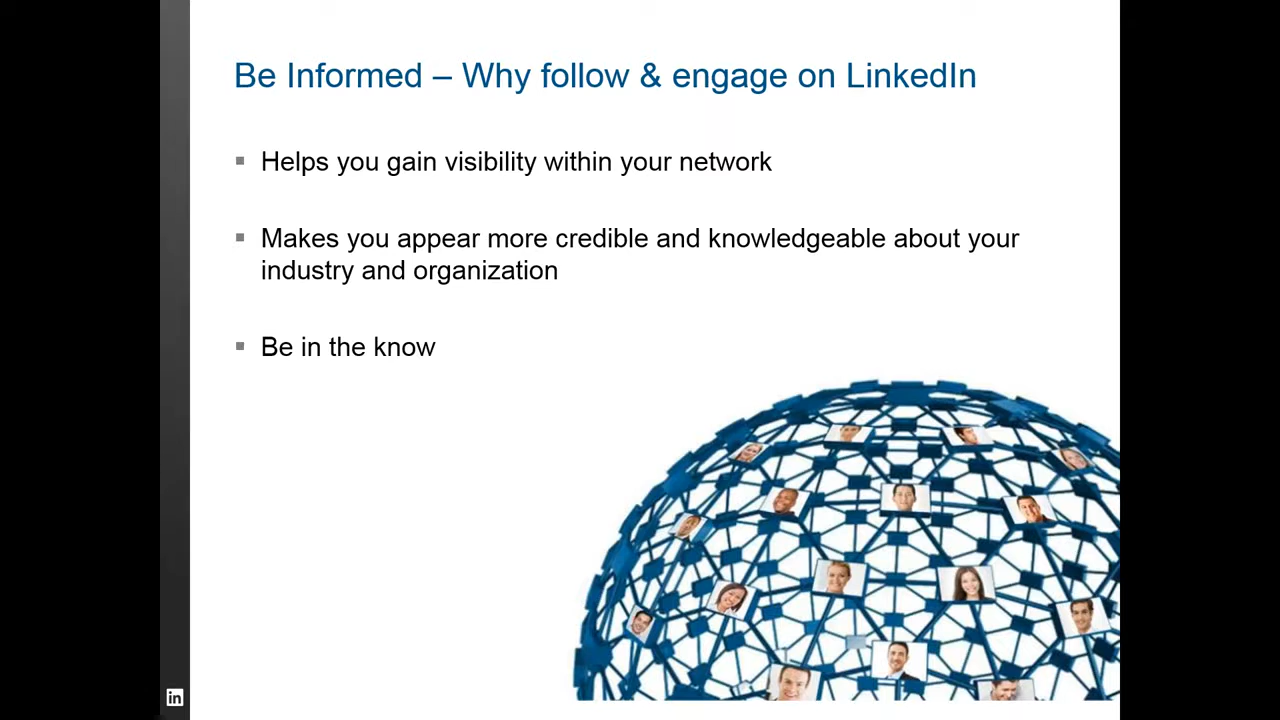 Be Informed – Why follow & engage on LinkedIn
Helps you gain visibility within your network
Makes you appear more credible and knowledgeable about your
industry and organization
Be in the know
in